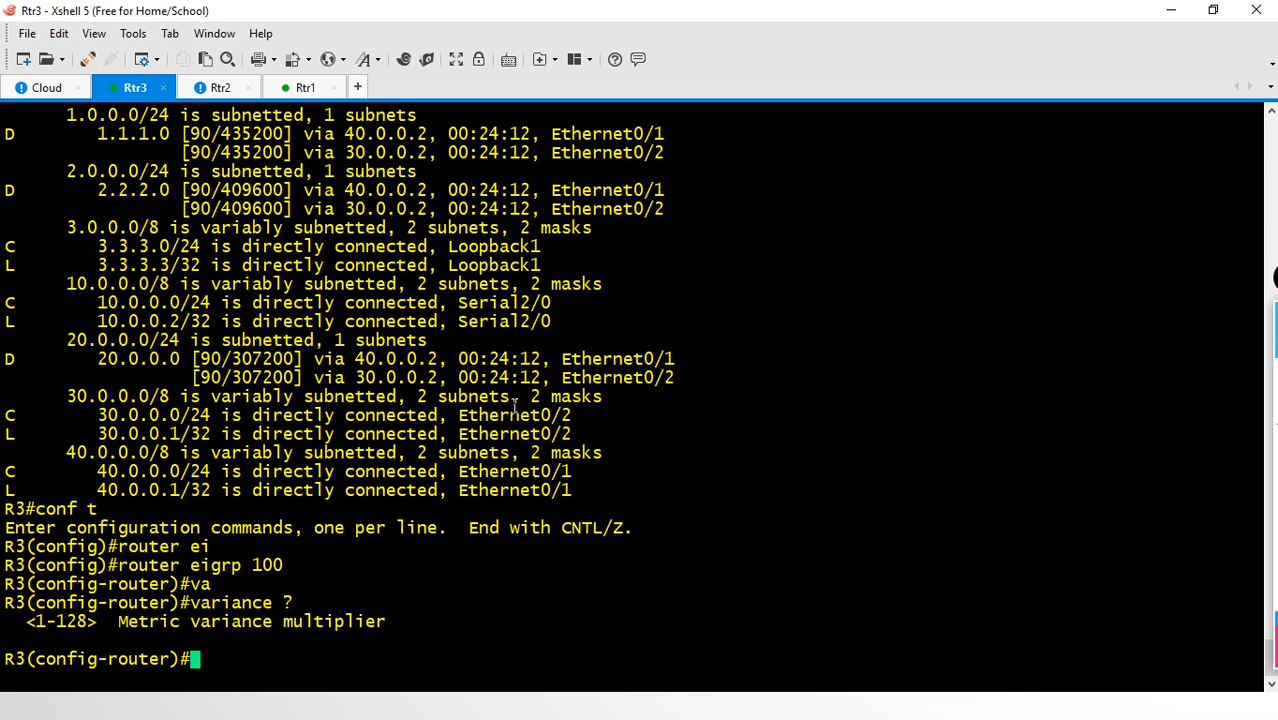 Rtr3 - Xshell 5 (Free for Home/School)
File Edit View Tools Tab Window Help
Cloud Rtr3 Rtr2 Rtr1
1.0.0.0/24 is subnetted, 1 subnets
D 1.1.1.0 [90/435200] via 40.0.0.2, 00:24:12, Ethernet0/1
[90/435200] via 30.0.0.2, 00:24:12, Ethernet0/2
2.0.0.0/24 is subnetted, 1 subnets
D 2.2.2.0 [90/409600] via 40.0.0.2, 00:24:12, Ethernet0/1
[90/409600] via 30.0.0.2, 00:24:12, Ethernet0/2
3.0.0.0/8 is variably subnetted, 2 subnets, 2 masks
C 3.3.3.0/24 is directly connected, Loopback1
L 3.3.3.3/32 is directly connected, Loopback1
10.0.0.0/8 is variably subnetted, 2 subnets, 2 masks
C 10.0.0.0/24 is directly connected, Serial2/0
L 10.0.0.2/32 is directly connected, Serial2/0
20.0.0.0/24 is subnetted, 1 subnets
D 20.0.0.0 [90/307200] via 40.0.0.2, 00:24:12, Ethernet0/1
[90/307200] via 30.0.0.2, 00:24:12, Ethernet0/2
30.0.0.0/8 is variably subnetted, 2 subnets, 2 masks
C 30.0.0.0/24 is directly connected, Ethernet0/2
L 30.0.0.1/32 is directly connected, Ethernet0/2
40.0.0.0/8 is variably subnetted, 2 subnets, 2 masks
C 40.0.0.0/24 is directly connected, Ethernet0/1
L 40.0.0.1/32 is directly connected, Ethernet0/1
R3#conf t
Enter configuration commands, one per line. End with CNTL/Z.
R3(config)#router ei
R3(config)#router eigrp 100
R3(config-router)#va
R3(config-router)#variance ?
<1-128> Metric variance multiplier
R3(config-router)#